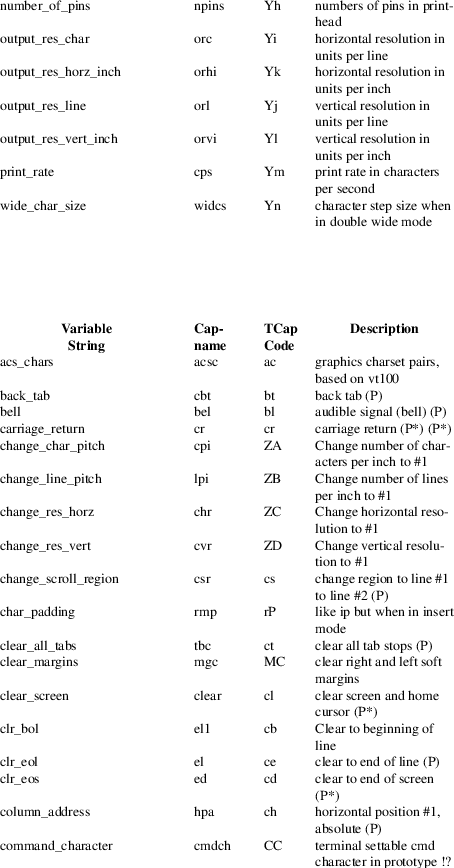 number_of_pins npins Yh numbers of pins in print-
head
output_res_char orc Yi horizontal resolution in
units per line
output_res_horz_inch orhi Yk horizontal resolution in
units per inch
output_res_line orl Yj vertical resolution in
units per line
output_res_vert_inch orvi Yl vertical resolution in
units per inch
print_rate cps Ym print rate in characters
per second
wide_char_size widcs Yn character step size when
in double wide mode
Variable Cap- TCap Description
String name Code
acs_chars acsc ac graphics charset pairs,
based on vt100
back_tab cbt bt back tab (P)
bell bel bl audible signal (bell) (P)
carriage_return cr cr carriage return (P*) (P*)
change_char_pitch cpi ZA Change number of char-
acters per inch to #1
change_line_pitch lpi ZB Change number of lines
per inch to #1
change_res_horz chr ZC Change horizontal reso-
lution to #1
change_res_vert cvr ZD Change vertical resolu-
tion to #1
change_scroll_region csr cs change region to line #1
to line #2 (P)
char_padding rmp rP like ip but when in insert
mode
clear_all_tabs tbc ct clear all tab stops (P)
clear_margins mgc MC clear right and left soft
margins
clear_screen clear cl clear screen and home
cursor (P*)
clr_bol el1 cb Clear to beginning of
line
clr_eol el ce clear to end of line (P)
clr_eos ed cd clear to end of screen
(P*)
column_address hpa ch horizontal position #1,
absolute (P)
command_character cmdch CC terminal settable cmd
character in prototype !?